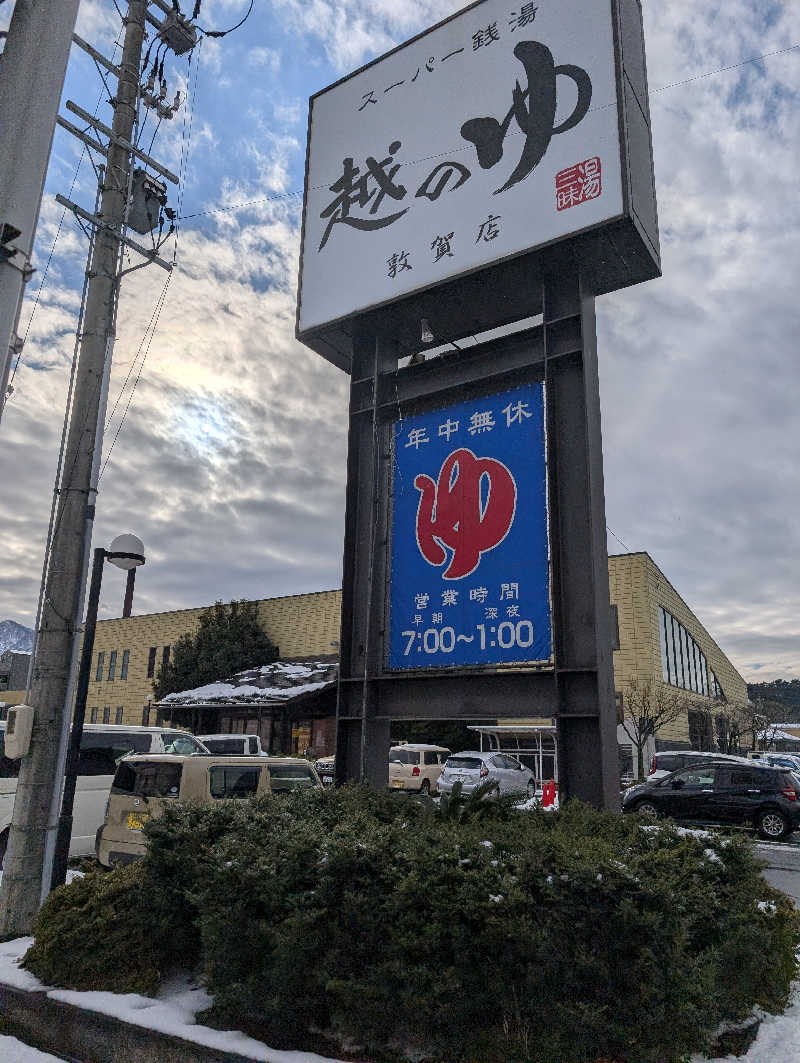 スーパー銭湯
越のゆ
湯三昧
敦賀店
年中無休
ゆ
営業時間
早朝 深夜
7:00~1:00